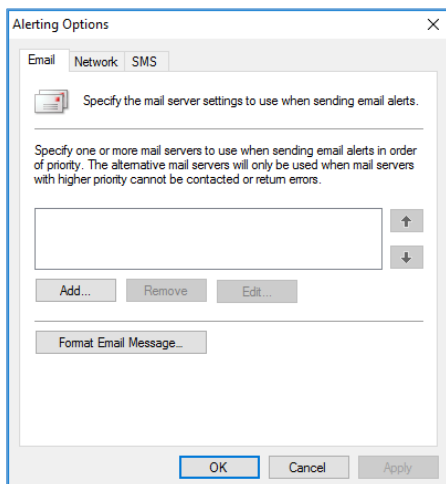 Alerting Options
Email Network SMS
Specify the mail server settings to use when sending email alerts.
Specify one or more mail servers to use when sending email alerts in order
of priority. The alternative mail servers will only be used when mail servers
with higher priority cannot be contacted or return errors.
Add... Remove Edit...
Format Email Message...
OK Cancel Apply